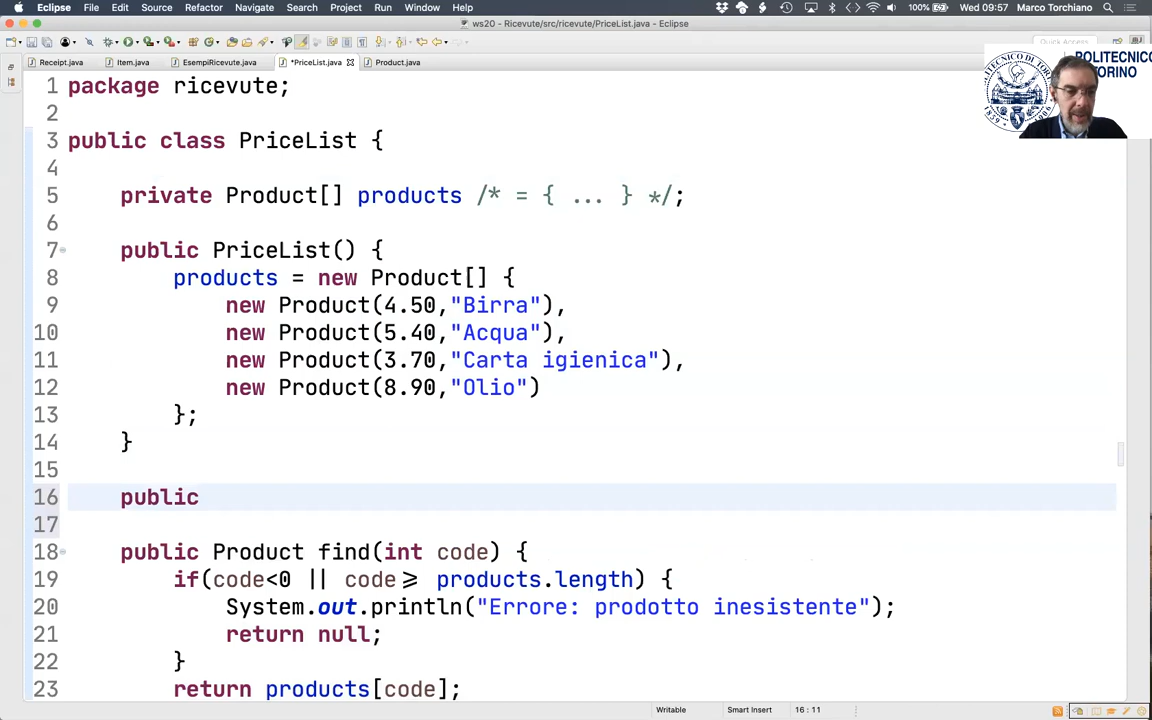 Eclipse File Edit Source Refactor Navigate Search Project Run Window Help 100% Wed 09:57 Marco Torchiano
ws20 - Ricevute/src/ricevute/PriceList.java - Eclipse
Quick Access
Receipt.java Item.java EsempiRicevute.java *PriceList.java Product.java
POLITECNICO
DI TORINO
1 package ricevute;
2
3 public class PriceList {
4
5 private Product[] products /* = { ... } */;
6
7 public PriceList() {
8 products = new Product[] {
9 new Product(4.50,"Birra"),
10 new Product(5.40,"Acqua"),
11 new Product(3.70,"Carta igienica"),
12 new Product(8.90,"Olio")
13 };
14 }
15
16 public
17
18 public Product find(int code) {
19 if(code<0 || code>= products.length) {
20 System.out.println("Errore: prodotto inesistente");
21 return null;
22 }
23 return products[code];
Writable Smart Insert 16 : 11